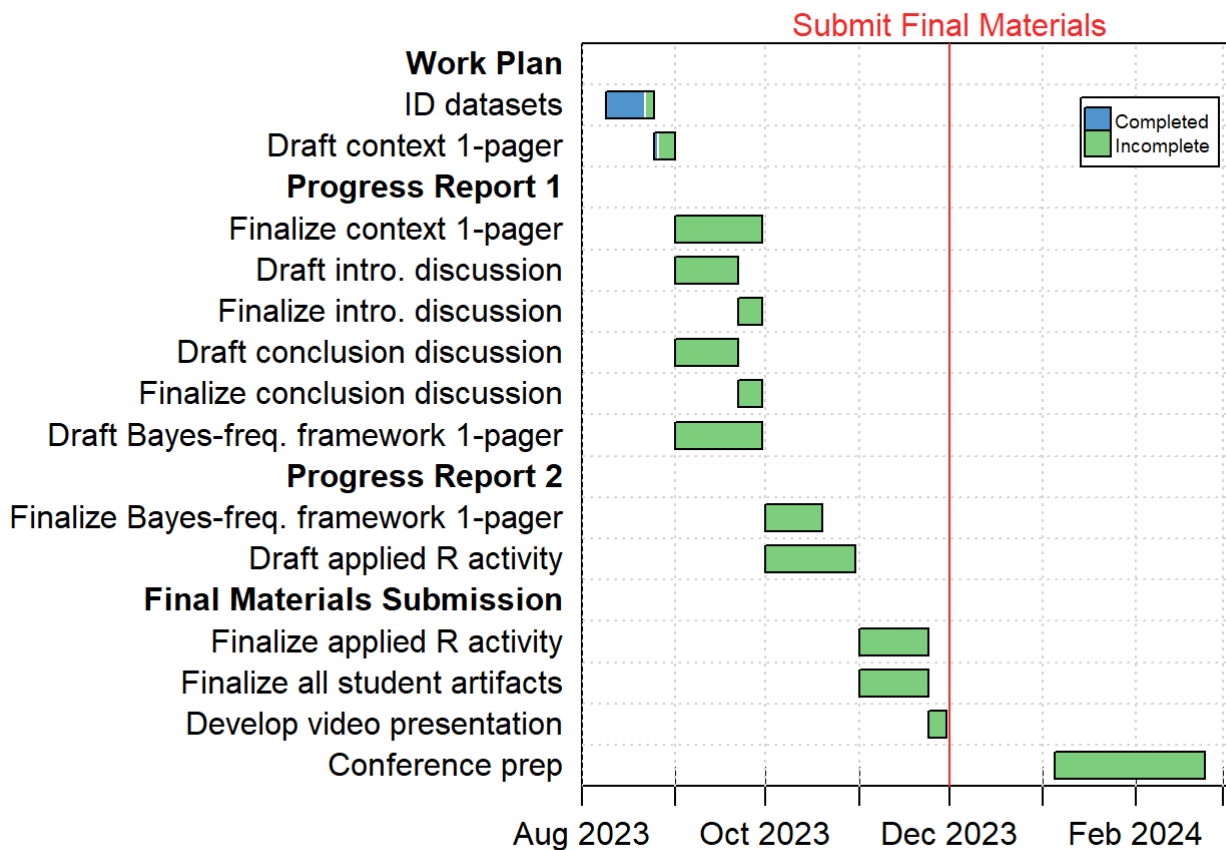 Submit Final Materials
Work Plan
ID datasets
Draft context 1-pager
Progress Report 1
Finalize context 1-pager
Draft intro. discussion
Finalize intro. discussion
Draft conclusion discussion
Finalize conclusion discussion
Draft Bayes-freq. framework 1-pager
Progress Report 2
Finalize Bayes-freq. framework 1-pager
Draft applied R activity
Final Materials Submission
Finalize applied R activity
Finalize all student artifacts
Develop video presentation
Conference prep
Completed
Incomplete
Aug 2023 Oct 2023 Dec 2023 Feb 2024